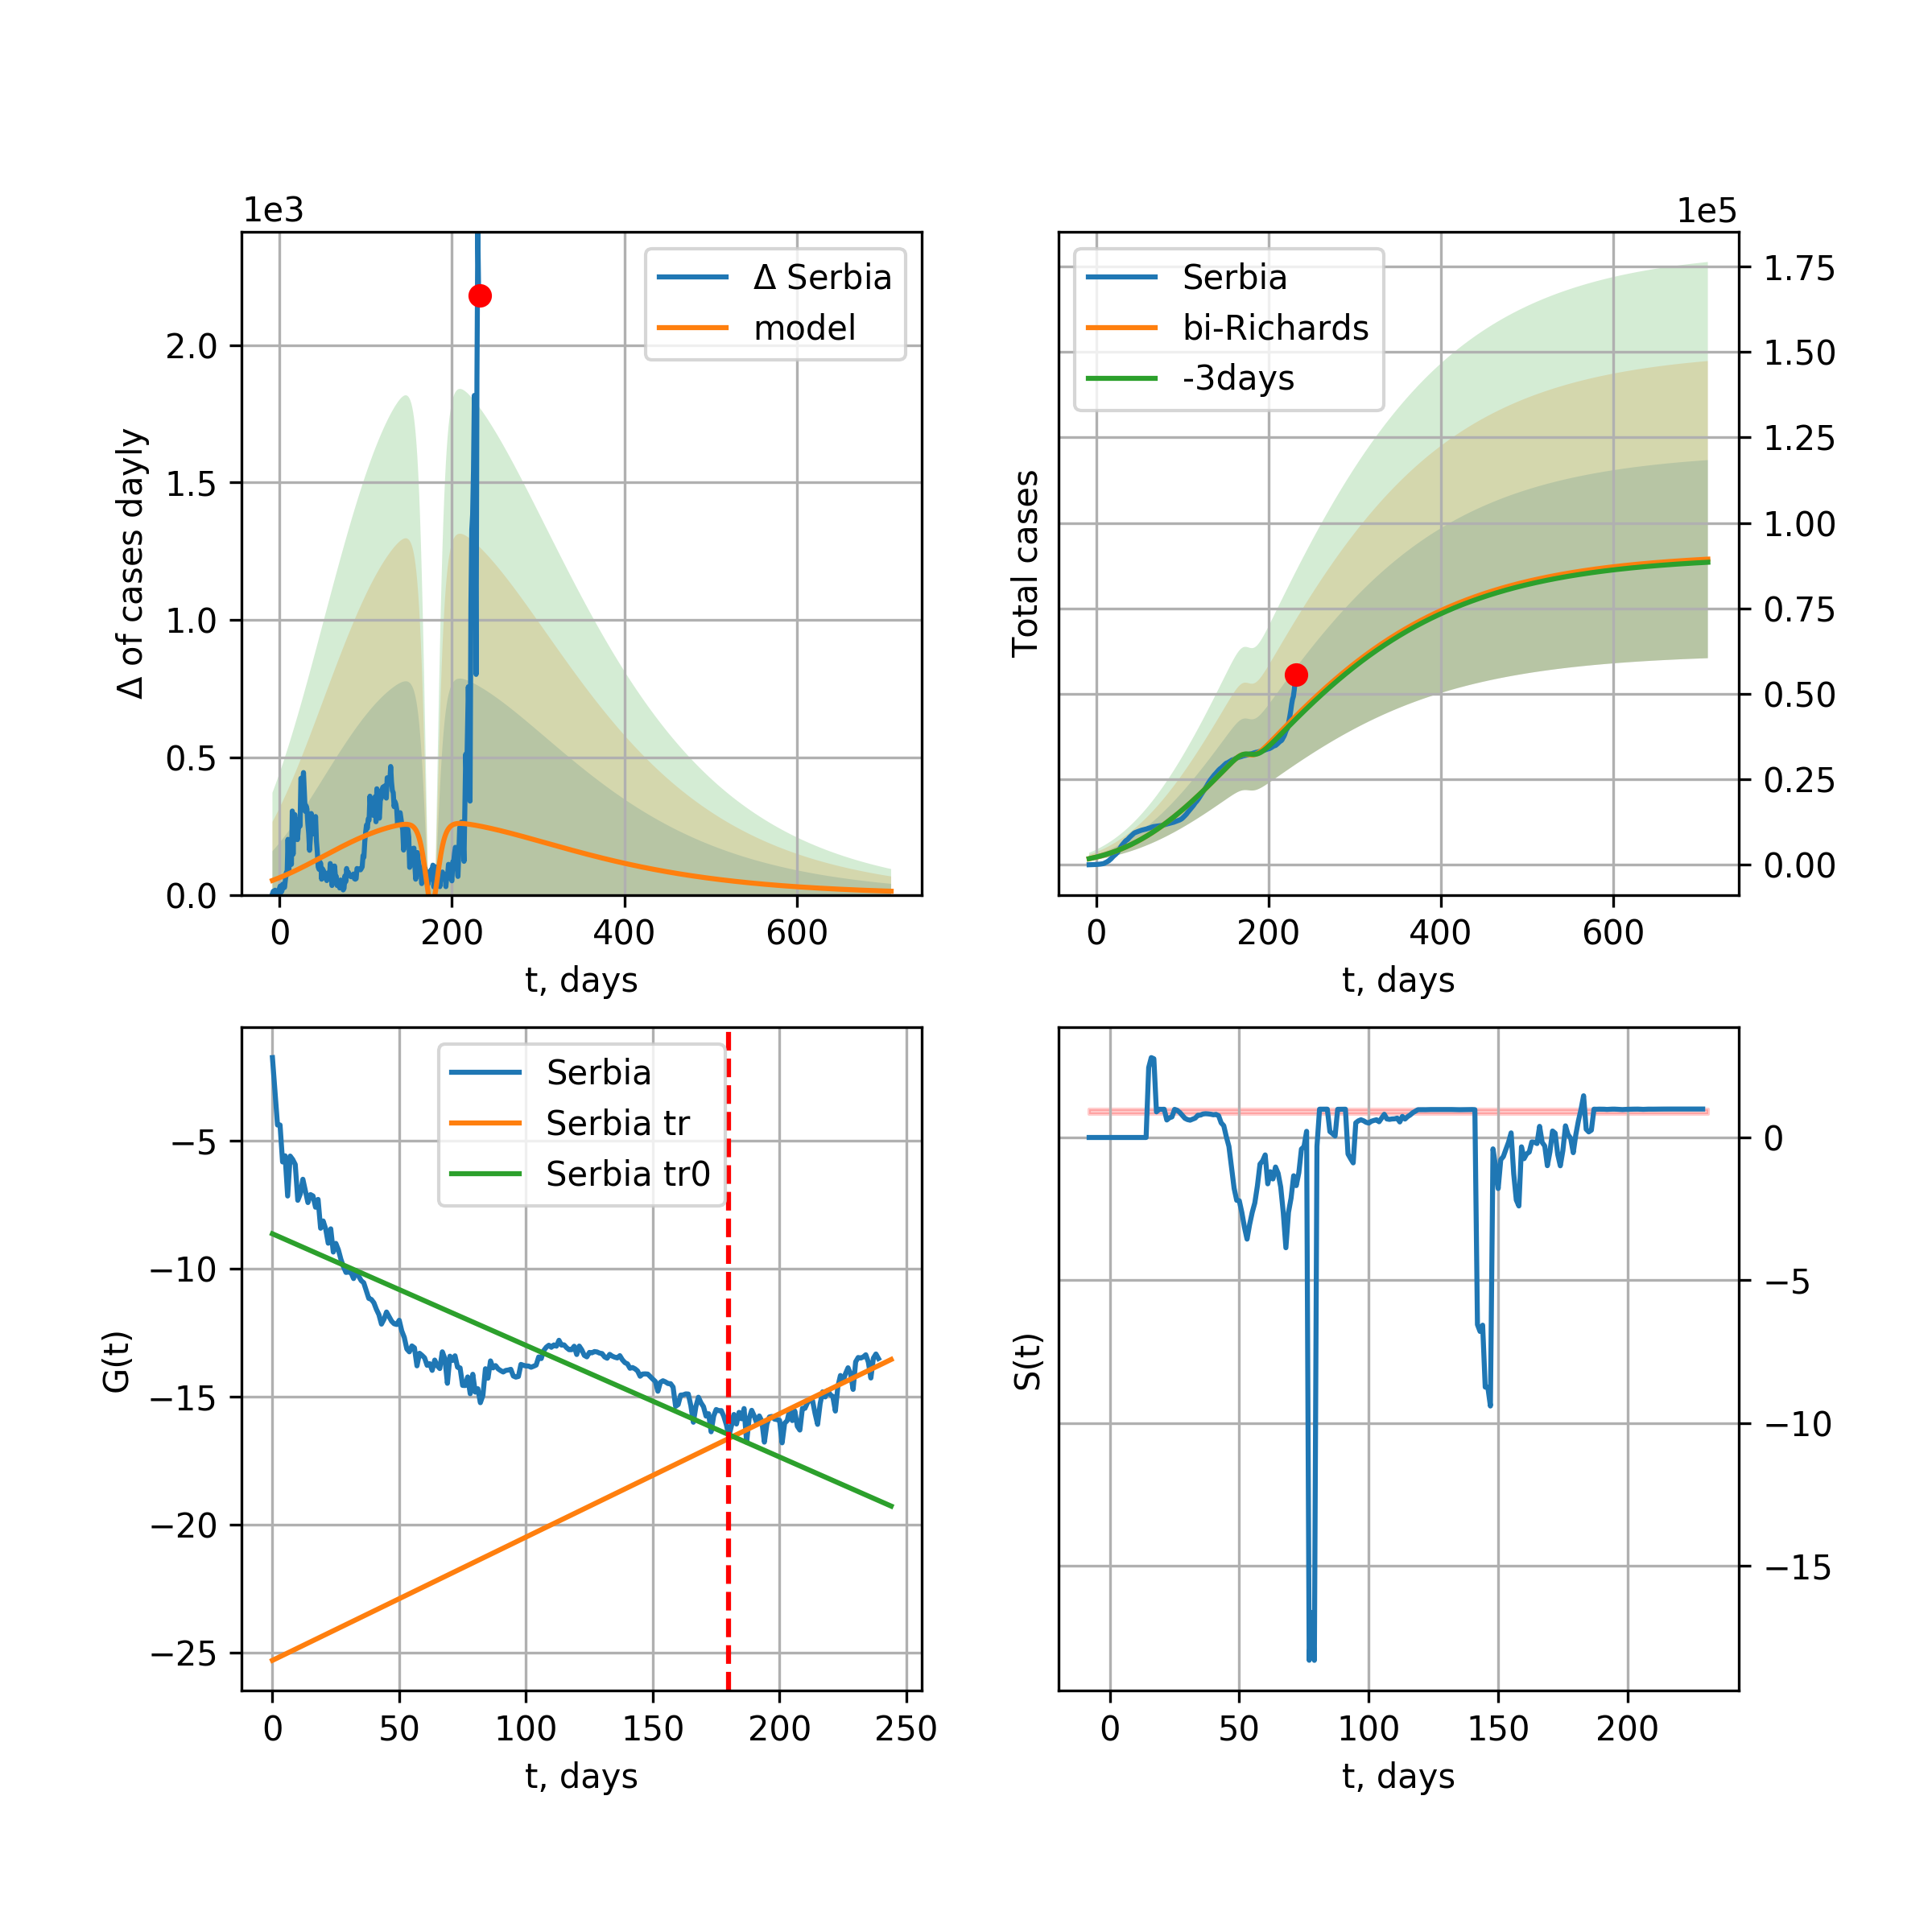 1e3
Δ of cases dayly
2.0
1.5
1.0
0.5
0.0
0 200 400 600
t, days
Δ Serbia
model
1e5
Total cases
1.75
1.50
1.25
1.00
0.75
0.50
0.25
0.00
0 200 400 600
t, days
Serbia
bi-Richards
-3days
G(t)
−5
−10
−15
−20
−25
0 50 100 150 200 250
t, days
Serbia
Serbia tr
Serbia tr0
S(t)
0
−5
−10
−15
0 50 100 150 200
t, days